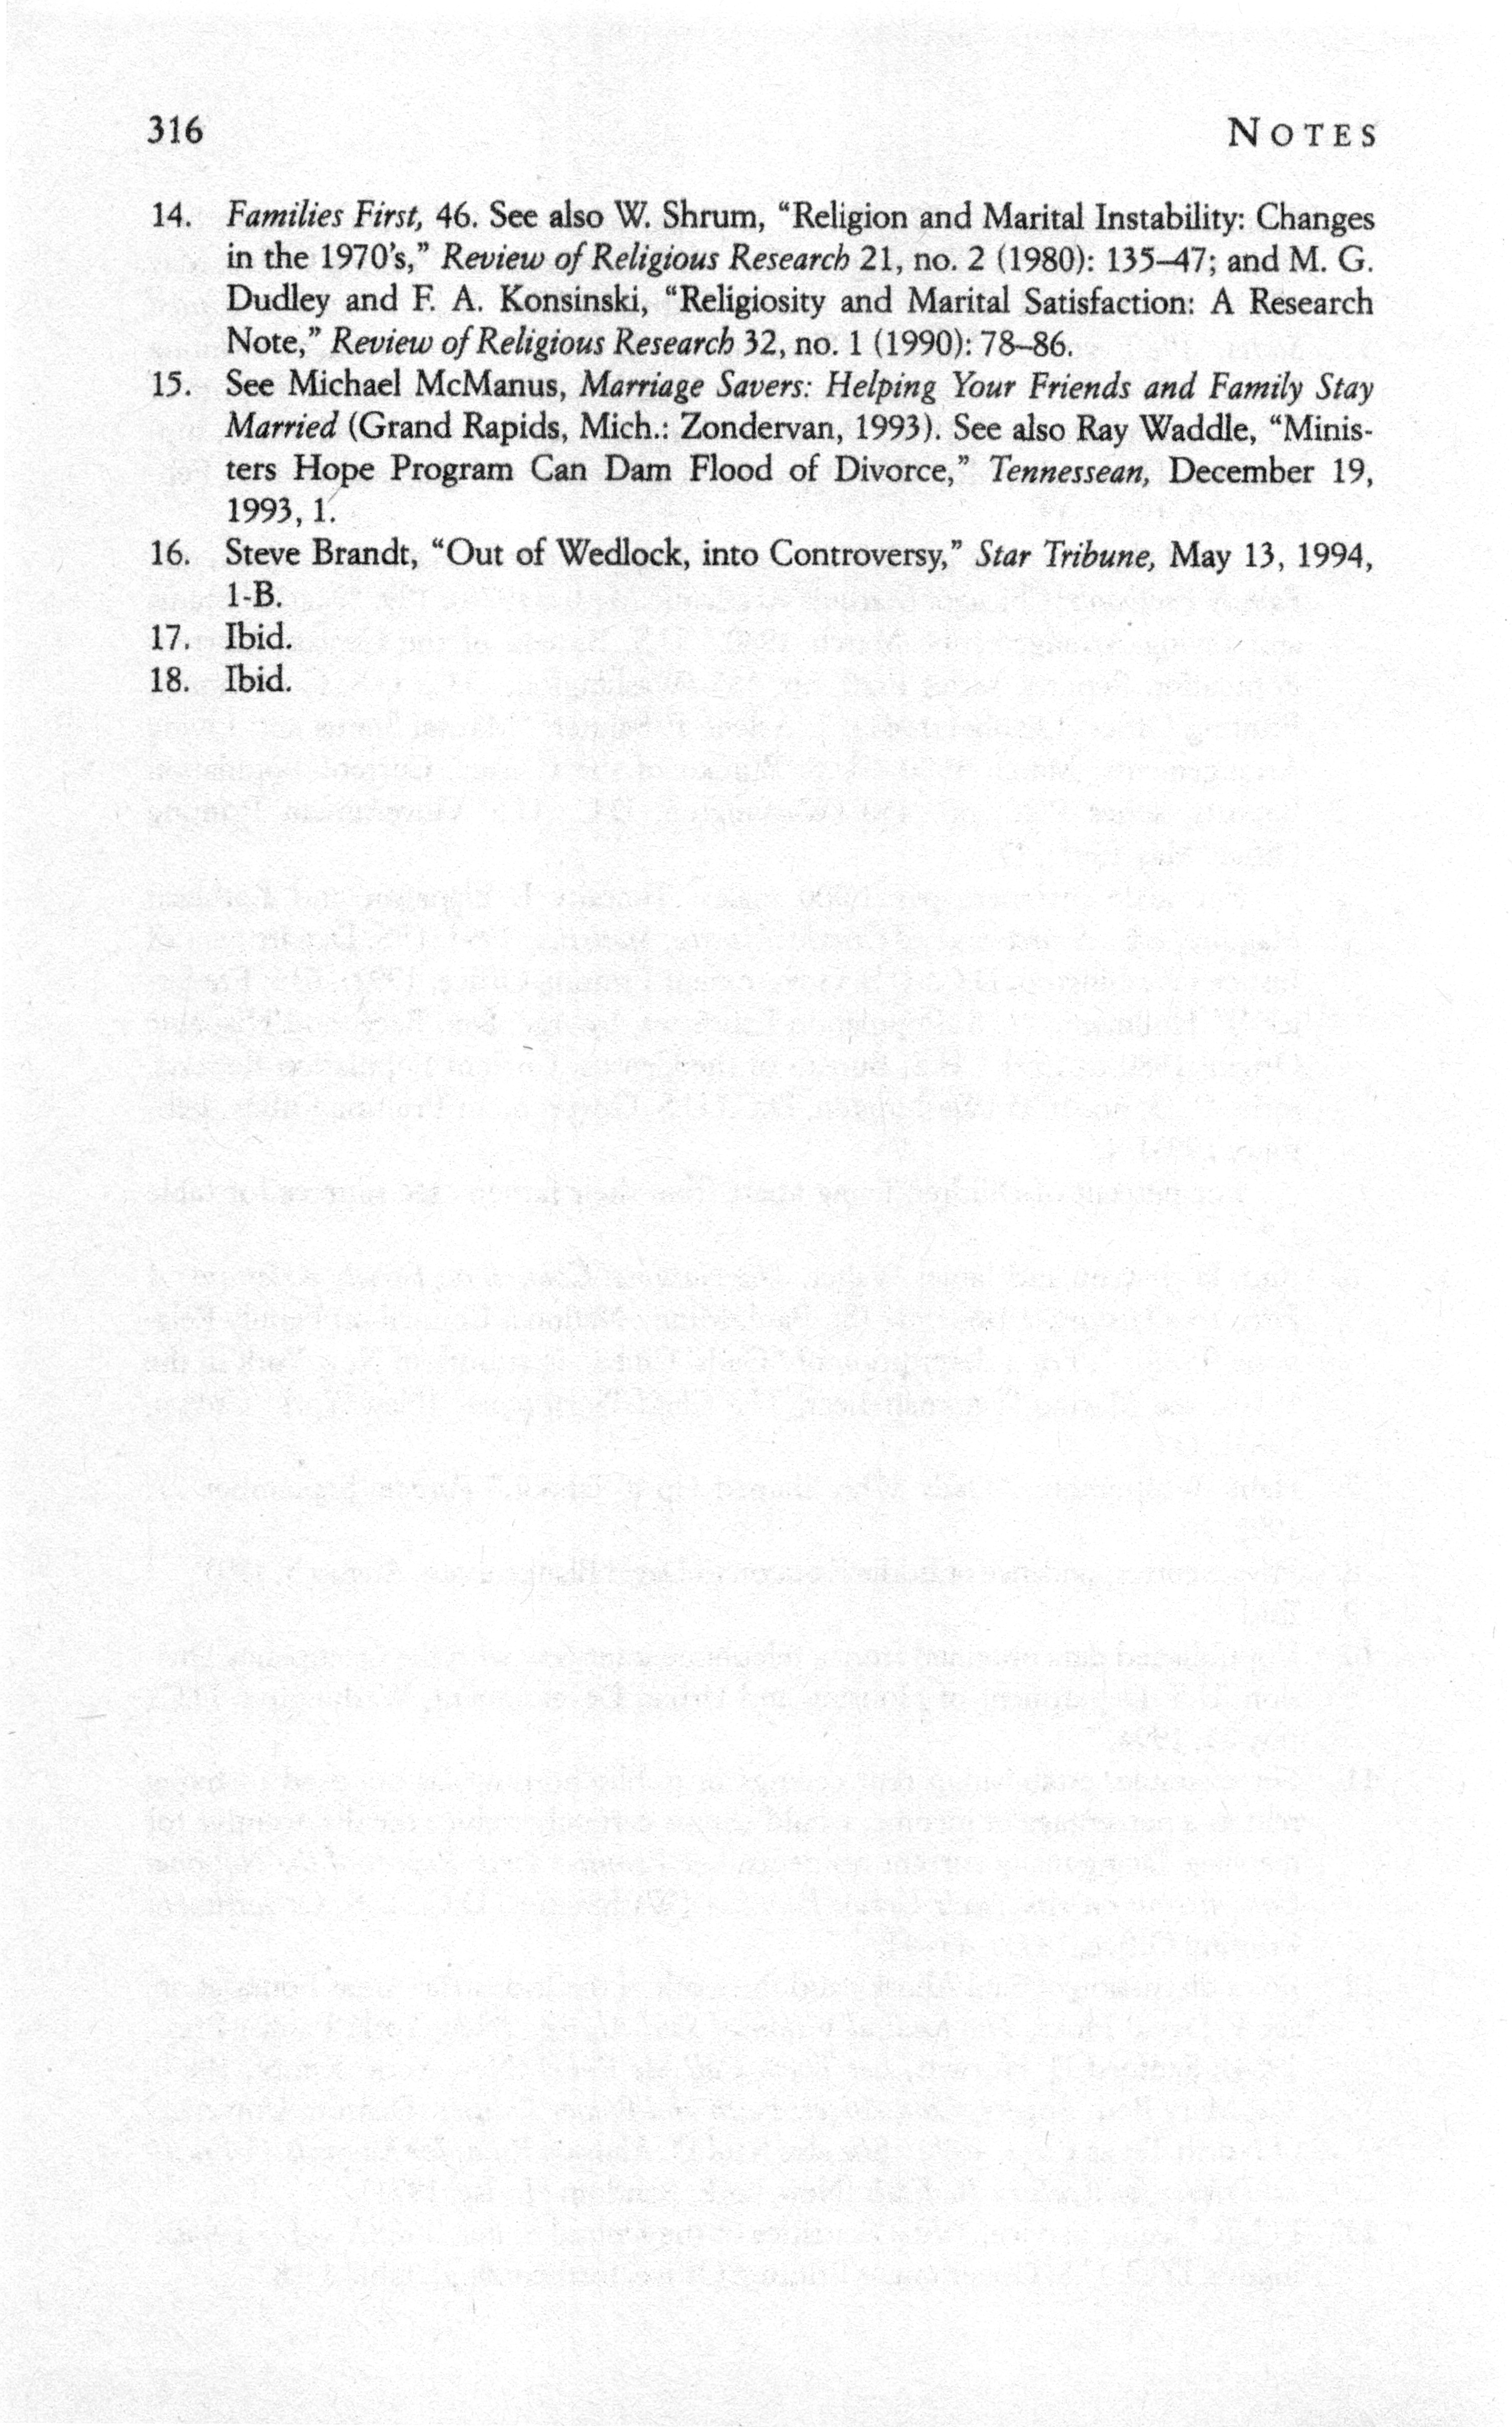 316 NOTES
14. Families First, 46. See also W. Shrum, “Religion and Marital Instability: Changes
in the 1970’s,” Review of Religious Research 21, no. 2 (1980): 135–47; and M. G.
Dudley and F. A. Konsinski, “Religiosity and Marital Satisfaction: A Research
Note,” Review of Religious Research 32, no. 1 (1990): 78–86.
15. See Michael McManus, Marriage Savers: Helping Your Friends and Family Stay
Married (Grand Rapids, Mich.: Zondervan, 1993). See also Ray Waddle, “Minis-
ters Hope Program Can Dam Flood of Divorce,” Tennessean, December 19,
1993, 1.
16. Steve Brandt, “Out of Wedlock, into Controversy,” Star Tribune, May 13, 1994,
1-B.
17. Ibid.
18. Ibid.